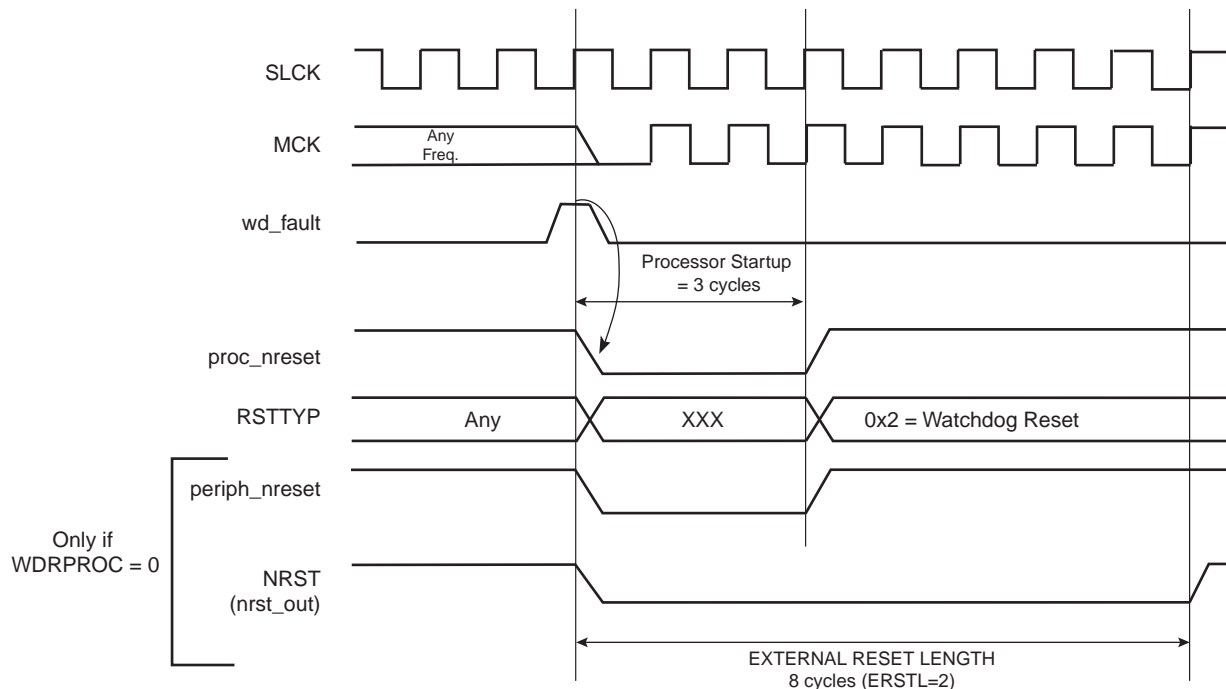 SLCK
MCK
Any
Freq.
wd_fault
Processor Startup
= 3 cycles
proc_nreset
RSTTYP
Any
XXX
0x2 = Watchdog Reset
periph_nreset
Only if
WDRPROC = 0
NRST
(nrst_out)
EXTERNAL RESET LENGTH
8 cycles (ERSTL=2)